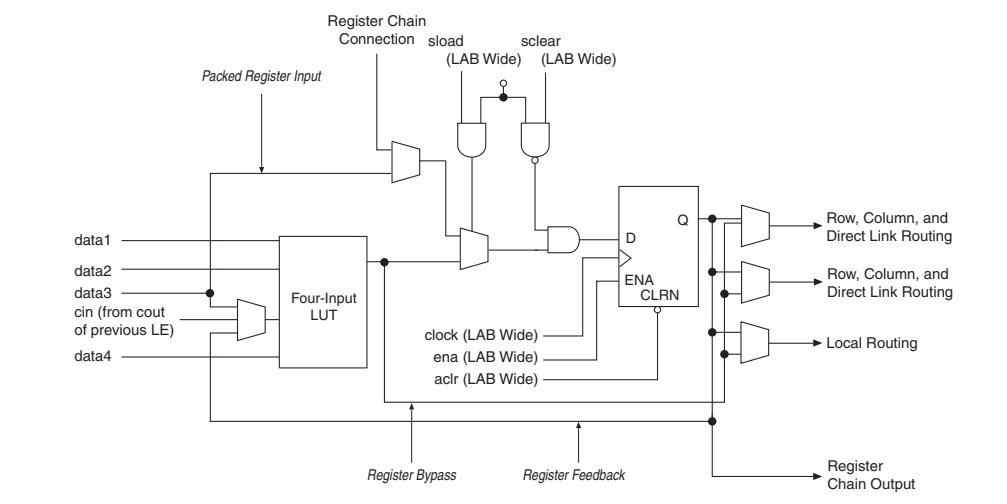 Register Chain
Connection
sload
(LAB Wide)
sclear
(LAB Wide)
Packed Register Input
data1
data2
data3
cin (from cout
of previous LE)
data4
Four-Input
LUT
D
Q
ENA
CLRN
clock (LAB Wide)
ena (LAB Wide)
aclr (LAB Wide)
Row, Column, and
Direct Link Routing
Row, Column, and
Direct Link Routing
Local Routing
Register Bypass
Register Feedback
Register
Chain Output